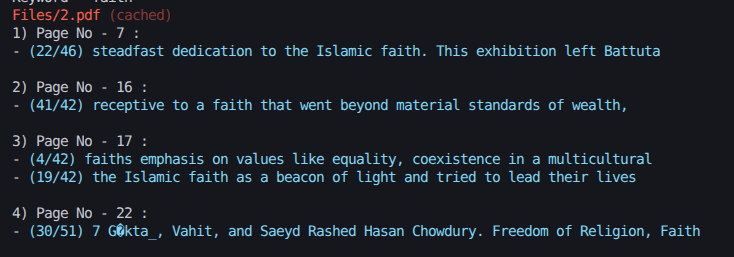 Files/2.pdf (cached)
1) Page No - 7 :
- (22/46) steadfast dedication to the Islamic faith. This exhibition left Battuta
2) Page No - 16 :
- (41/42) receptive to a faith that went beyond material standards of wealth,
3) Page No - 17 :
- (4/42) faiths emphasis on values like equality, coexistence in a multicultural
- (19/42) the Islamic faith as a beacon of light and tried to lead their lives
4) Page No - 22 :
- (30/51) 7 G�kta_, Vahit, and Saeyd Rashed Hasan Chowdury. Freedom of Religion, Faith